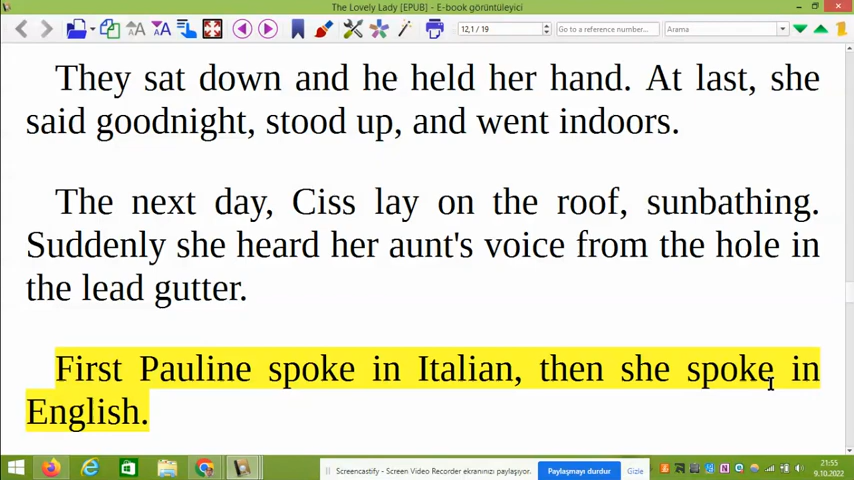 The Lovely Lady [EPUB] - E-book görüntüleyici
12,1 / 19
Go to a reference number...
Arama
They sat down and he held her hand. At last, she
said goodnight, stood up, and went indoors.
The next day, Ciss lay on the roof, sunbathing.
Suddenly she heard her aunt's voice from the hole in
the lead gutter.
First Pauline spoke in Italian, then she spoke in
English.
Screencastify - Screen Video Recorder ekranınızı paylaşıyor.
Paylaşmayı durdur
Gizle
21:55
9.10.2022